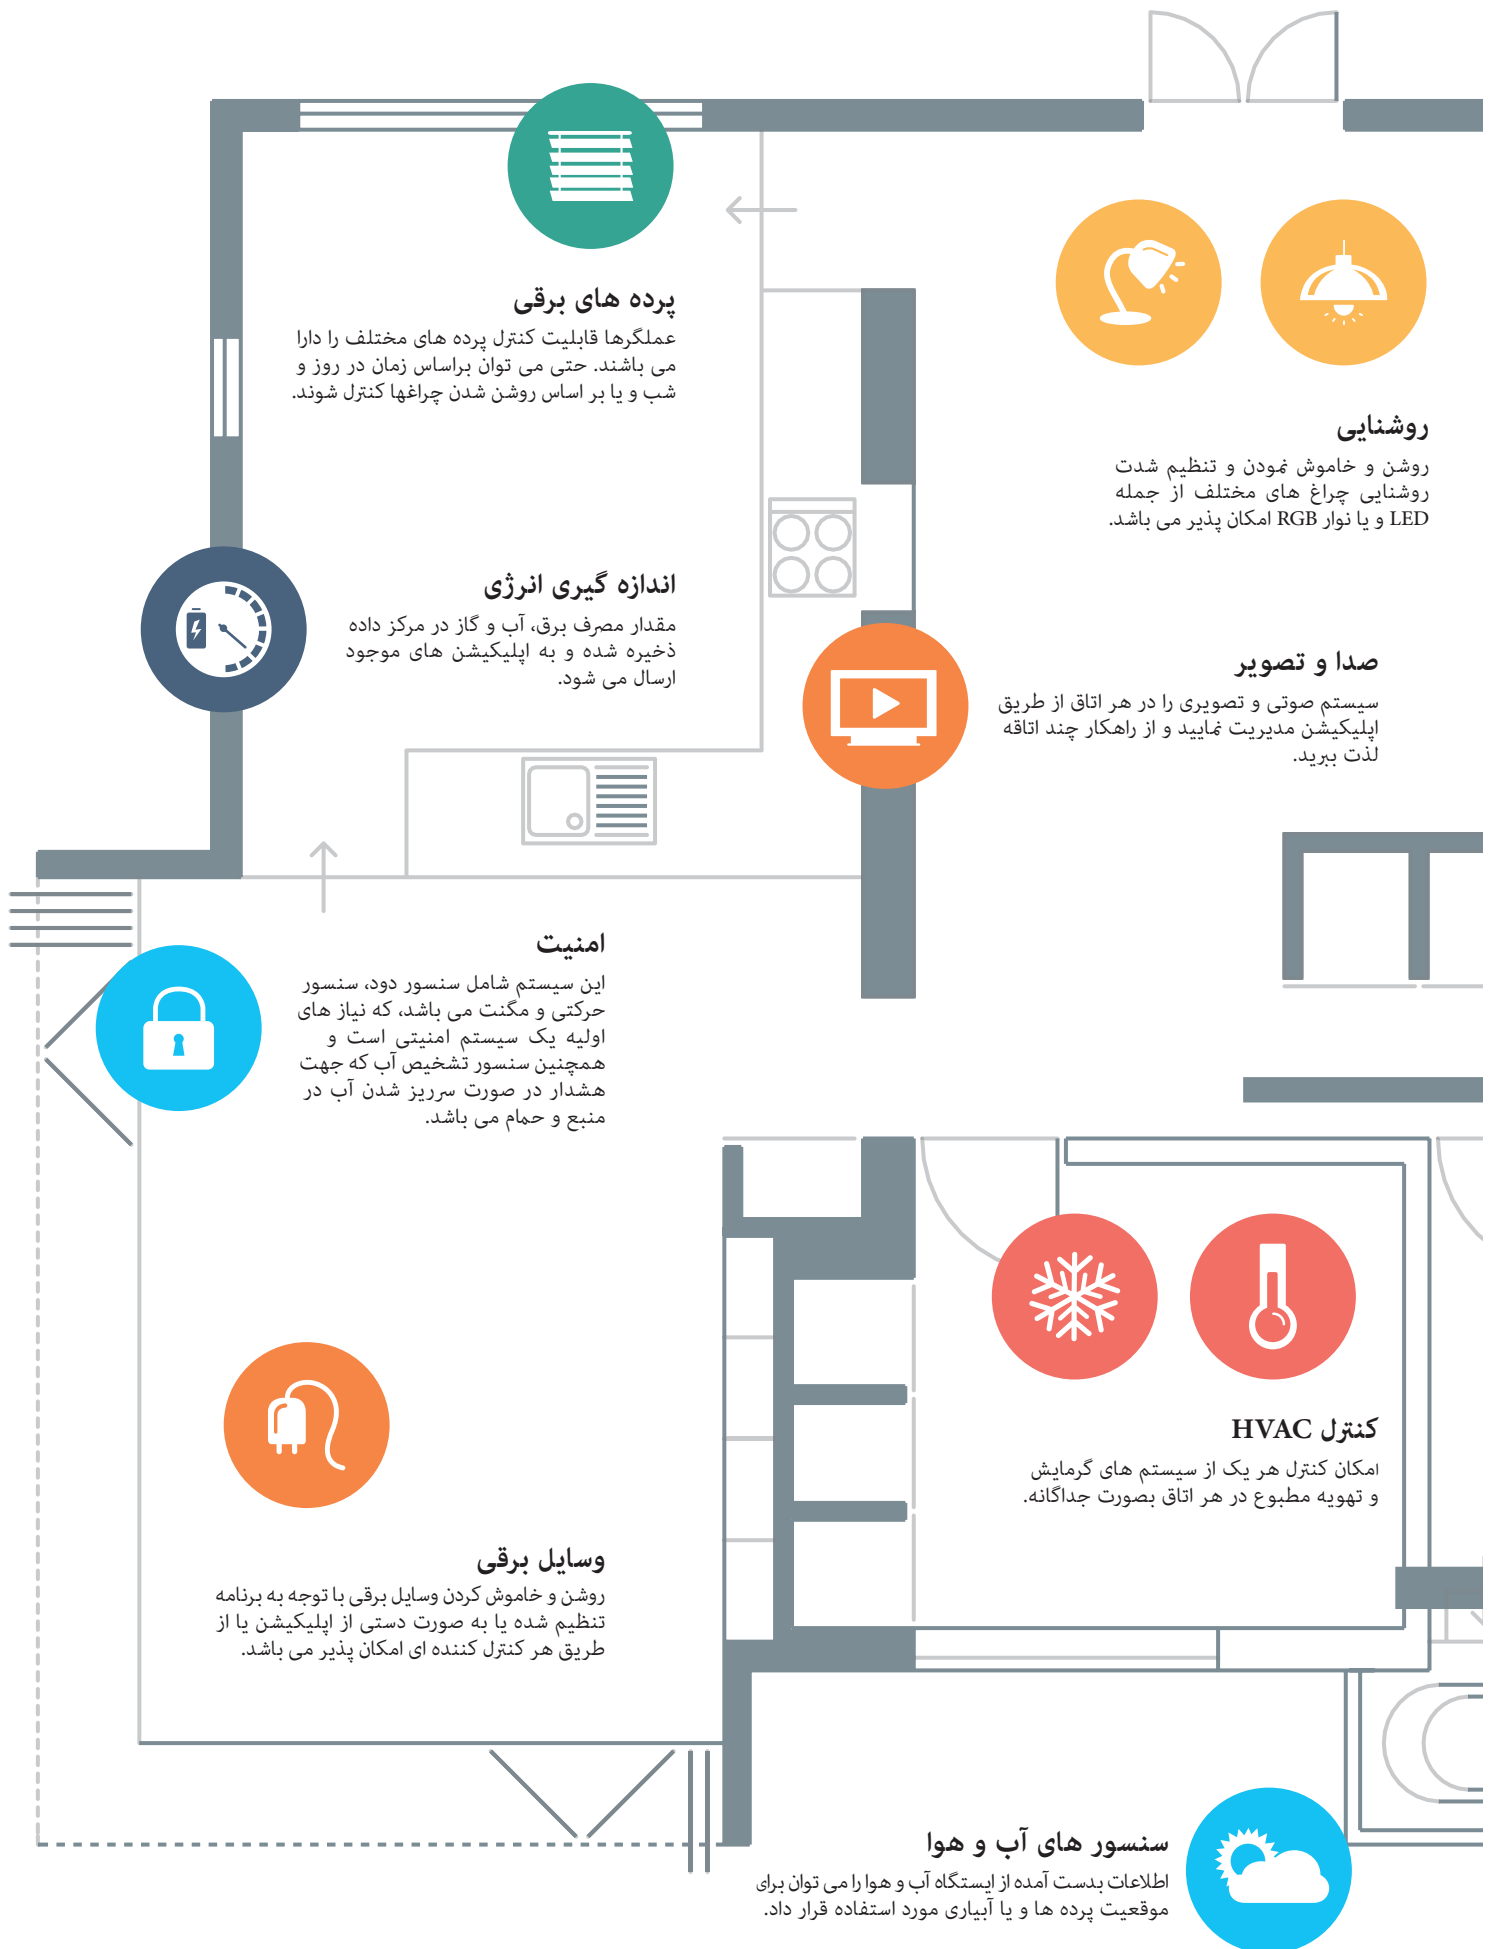 پرده های برقی
عملگرها قابلیت کنترل پرده های مختلف را دارا
می باشند. حتی می توان براساس زمان در روز و
شب و یا بر اساس روشن شدن چراغها کنترل شوند.
روشنایی
روشن و خاموش نمودن و تنظیم شدت
روشنایی چراغ های مختلف از جمله
LED و یا نوار RGB امکان پذیر می باشد.
اندازه گیری انرژی
مقدار مصرف برق، آب و گاز در مرکز داده
ذخیره شده و به اپلیکیشن های موجود
ارسال می شود.
صدا و تصویر
سیستم صوتی و تصویری را در هر اتاق از طریق
اپلیکیشن مدیریت نمایید و از راهکار چند اتاقه
لذت ببرید.
امنیت
این سیستم شامل سنسور دود، سنسور
حرکتی و مگنت می باشد، که نیاز های
اولیه یک سیستم امنیتی است و
همچنین سنسور تشخیص آب که جهت
هشدار در صورت سرریز شدن آب در
منبع و حمام می باشد.
کنترل HVAC
امکان کنترل هر یک از سیستم های گرمایش
و تهویه مطبوع در هر اتاق بصورت جداگانه.
وسایل برقی
روشن و خاموش کردن وسایل برقی با توجه به برنامه
تنظیم شده یا به صورت دستی از اپلیکیشن یا از
طریق هر کنترل کننده ای امکان پذیر می باشد.
سنسور های آب و هوا
اطلاعات بدست آمده از ایستگاه آب و هوا را می توان برای
موقعیت پرده ها و یا آبیاری مورد استفاده قرار داد.